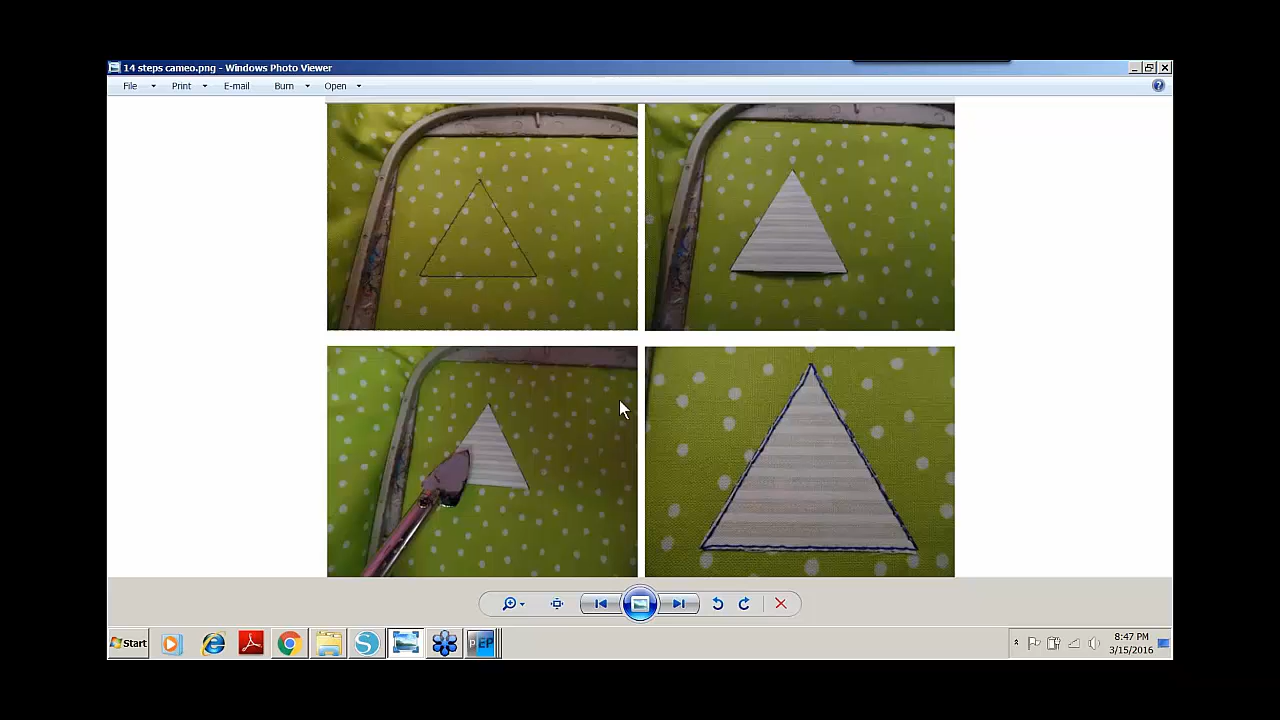 14 steps cameo.png - Windows Photo Viewer
File Print E-mail Burn Open
Start
PEP
8:47 PM
3/15/2016